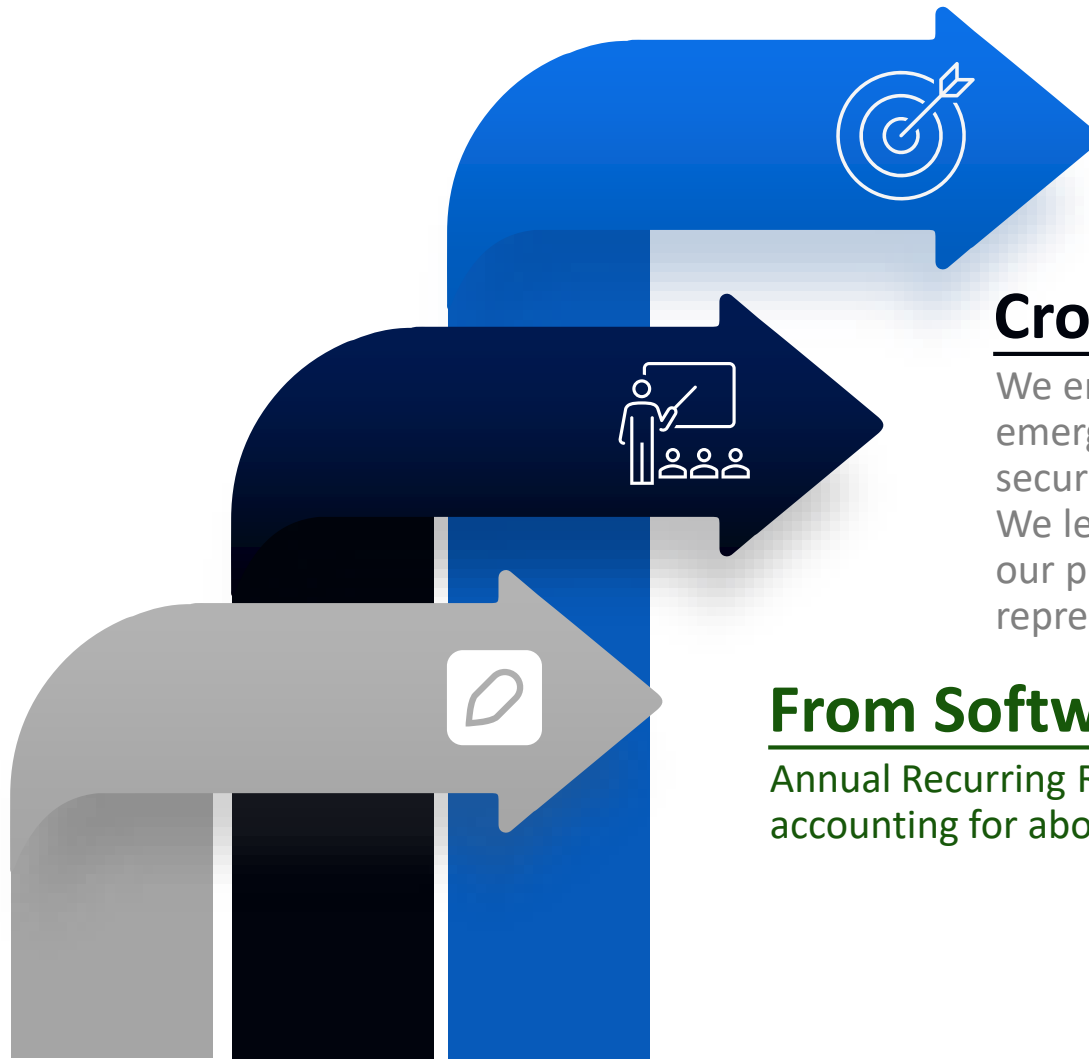 Cro
We e
emerg
secur
We le
our p
repre
From Softw
Annual Recurring
accounting for abo